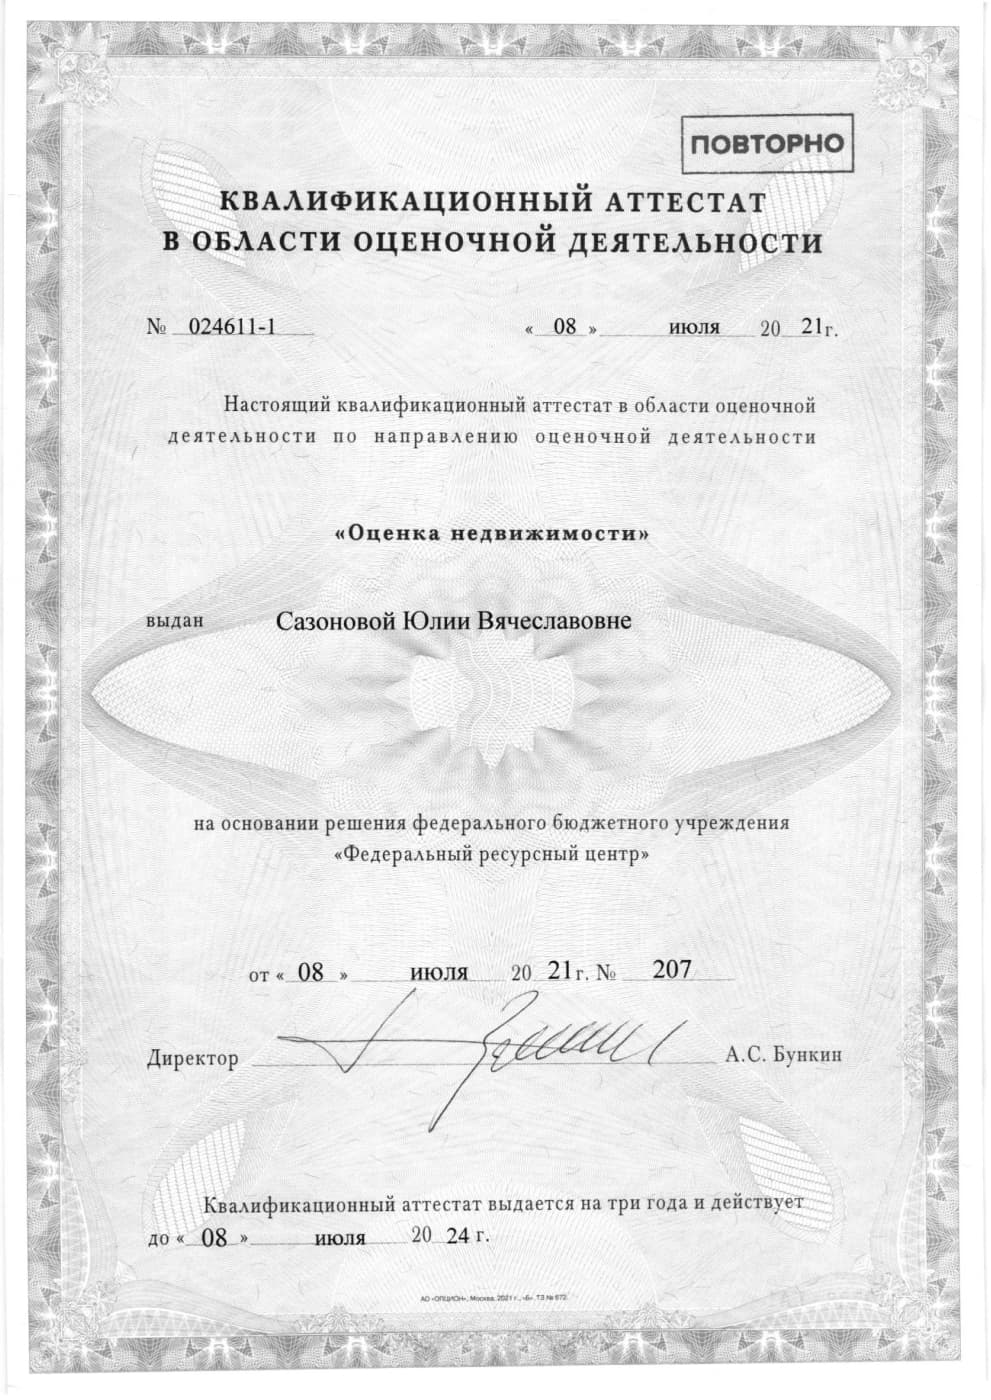 ПОВТОРНО
КВАЛИФИКАЦИОННЫЙ АТТЕСТАТ
В ОБЛАСТИ ОЦЕНОЧНОЙ ДЕЯТЕЛЬНОСТИ
№ 024611-1 « 08 » июля 20 21 г.
Настоящий квалификационный аттестат в области оценочной
деятельности по направлению оценочной деятельности
«Оценка недвижимости»
выдан Сазоновой Юлии Вячеславовне
на основании решения федерального бюджетного учреждения
«Федеральный ресурсный центр»
от « 08 » июля 20 21 г. № 207
Директор А.С. Бункин
Квалификационный аттестат выдается на три года и действует
до « 08 » июля 20 24 г.
АО «ОПЦИОН», Москва, 2021 г., «Б». ТЗ № 672.